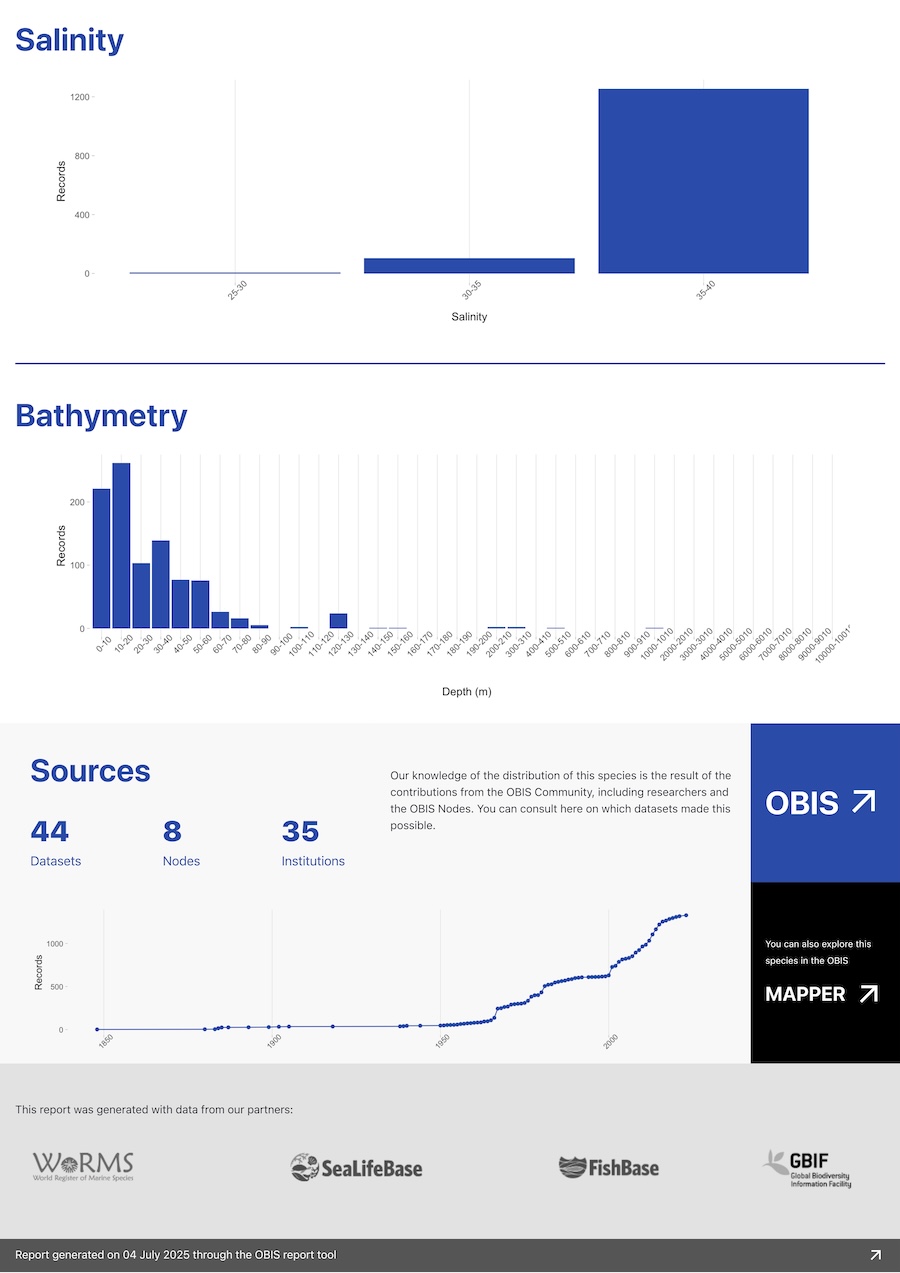 Salinity
1200
800
400
0
Records
25-30
30-35
35-40
Salinity
Bathymetry
200
100
0
Records
0-10
10-20
20-30
30-40
40-50
50-60
60-70
70-80
80-90
90-100
100-110
110-120
120-130
130-140
140-150
150-160
160-170
170-180
180-190
190-200
200-210
300-310
400-410
500-510
600-610
700-710
800-810
900-910
1000-1010
2000-2010
3000-3010
4000-4010
5000-5010
6000-6010
7000-7010
8000-8010
9000-9010
Depth (m)
Sources
44
Datasets
8
Nodes
35
Institutions
Our knowledge of the distribution of this species is the result of the
contributions from the OBIS Community, including researchers and
the OBIS Nodes. You can consult here on which datasets made this
possible.
OBIS
1000
500
0
Records
1850
1900
1950
2000
You can also explore this
species in the OBIS
MAPPER
This report was generated with data from our partners:
WoRMS
World Register of Marine Species
SeaLifeBase
FishBase
GBIF
Global Biodiversity
Information Facility
Report generated on 04 July 2025 through the OBIS report tool